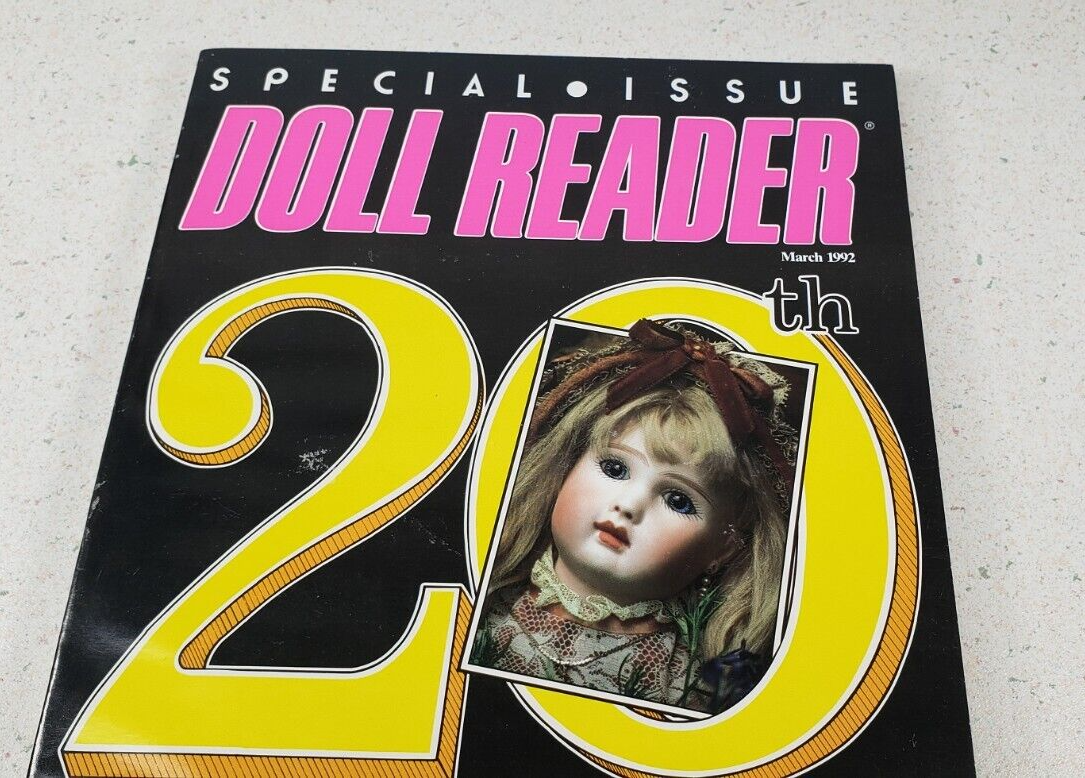 SPECIAL • ISSUE
DOLL READER®
March 1992
20th